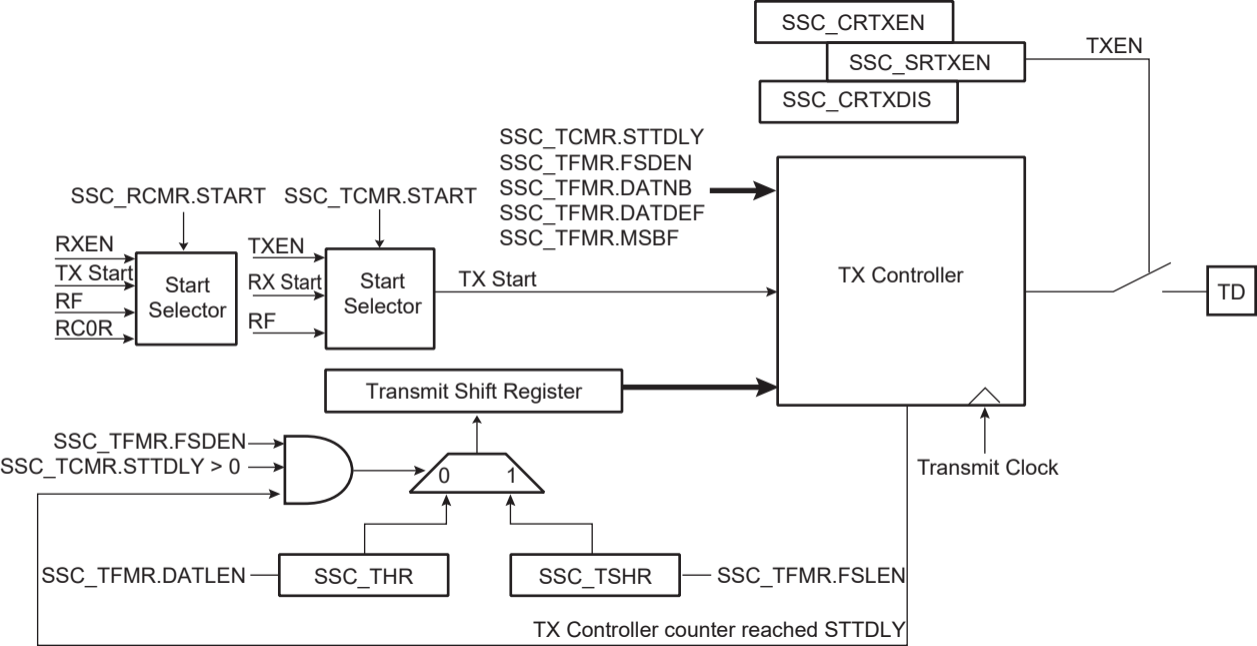 SSC_CRTXEN
TXEN
SSC_SRTXEN
SSC_CRTXDIS
SSC_TCMR.STTDLY
SSC_TFMR.FSDEN
SSC_TFMR.DATNB
SSC_TFMR.DATDEF
SSC_TFMR.MSBF
SSC_RCMR.START
SSC_TCMR.START
RXEN
TX Start
RF
RC0R
Start
Selector
TXEN
RX Start
RF
Start
Selector
TX Start
TX Controller
TD
Transmit Shift Register
Transmit Clock
SSC_TFMR.FSDEN
SSC_TCMR.STTDLY > 0
0 1
SSC_TFMR.DATLEN
SSC_THR
SSC_TSHR
SSC_TFMR.FSLEN
TX Controller counter reached STTDLY